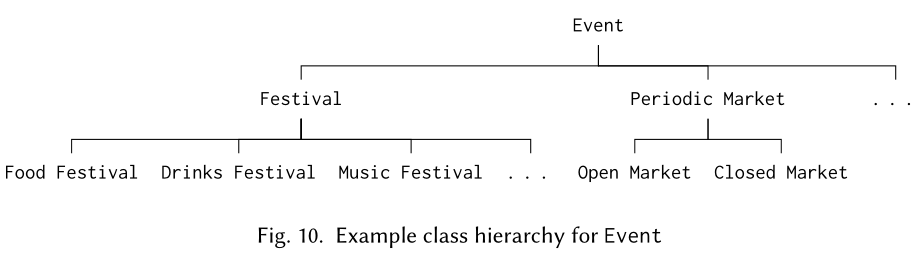 Event
Festival Periodic Market ...
Food Festival Drinks Festival Music Festival ... Open Market Closed Market
Fig. 10. Example class hierarchy for Event